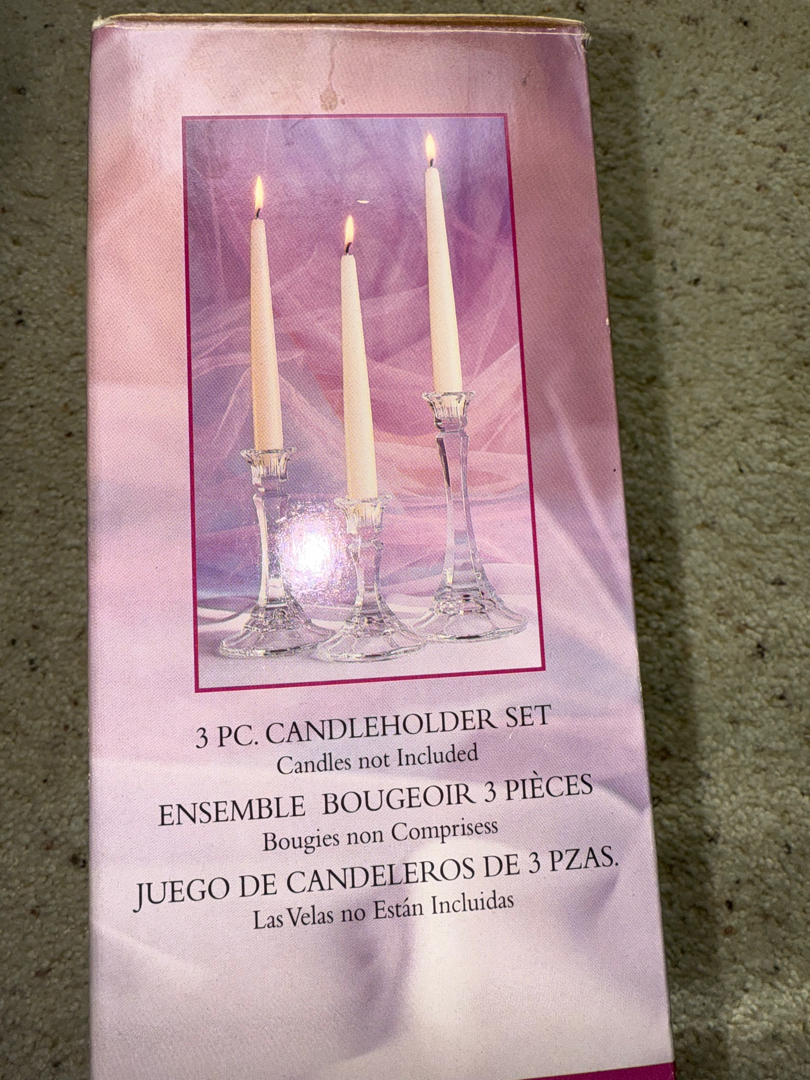 3 PC. CANDLEHOLDER SET
Candles not Included
ENSEMBLE BOUGEOIR 3 PIÈCES
Bougies non Comprisess
JUEGO DE CANDELEROS DE 3 PZAS.
Las Velas no Están Incluidas